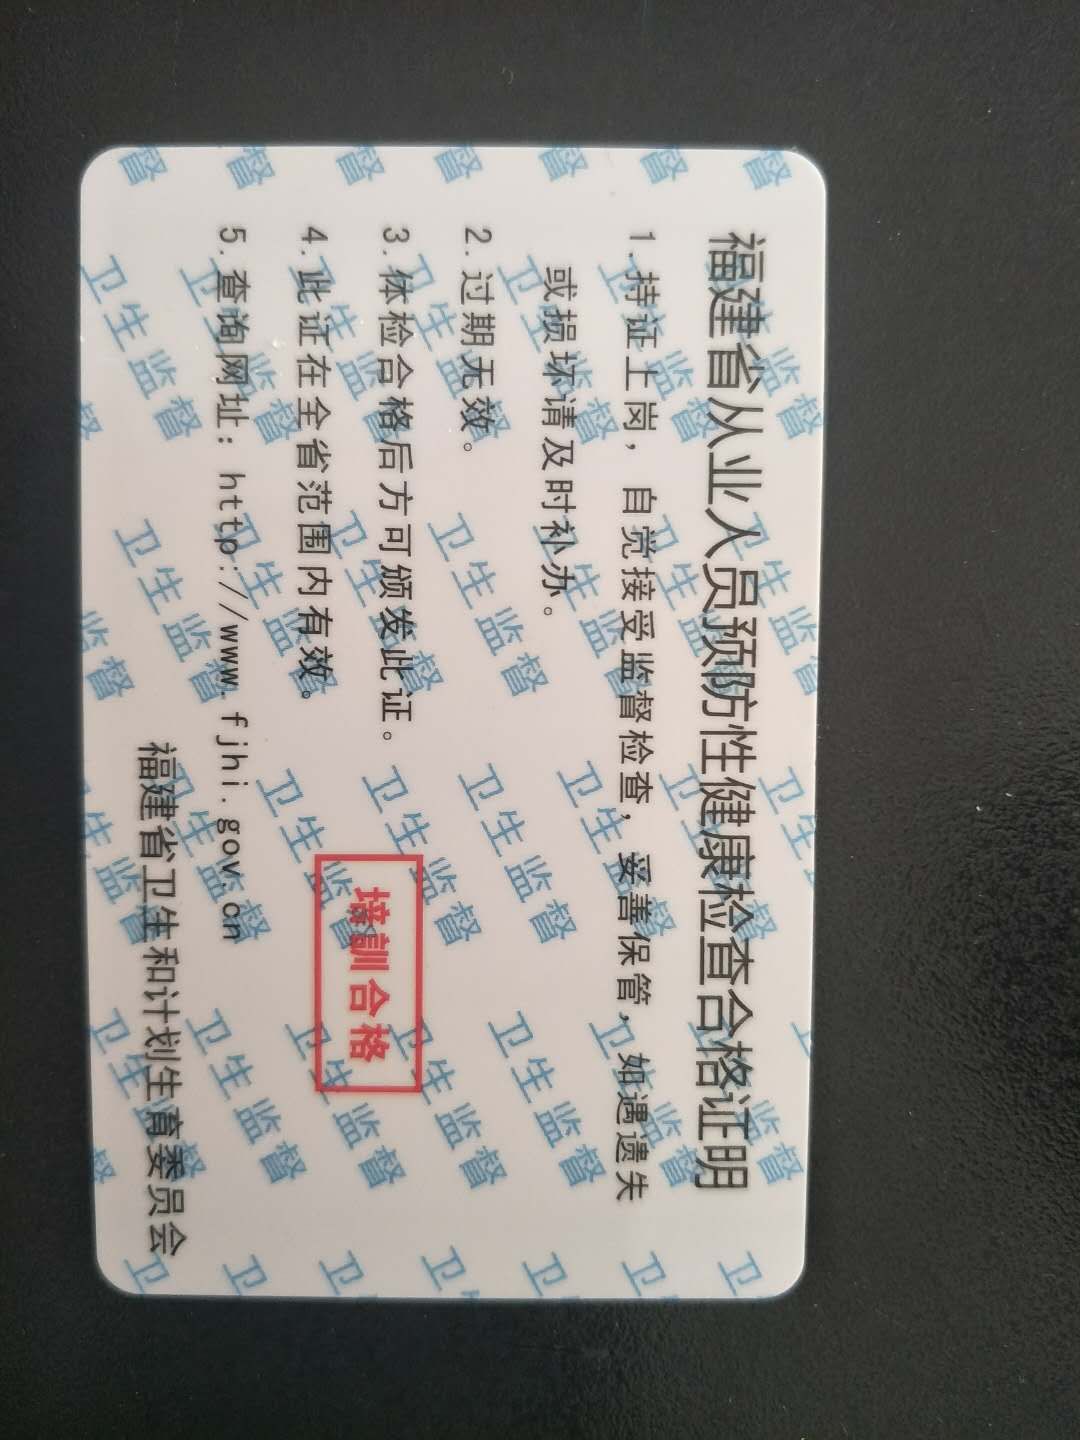 福建省从业人员预防性健康检查合格证明
1.持证上岗，自觉接受监督检查，妥善保管，如遇遗失
或损坏请及时补办。
2.过期无效。
3.体检合格后方可颁发此证。
4.此证在全省范围内有效。
5.查询网址：http://www.fjhi.gov.cn
培訓合格
福建省卫生和计划生育委员会
卫生监督